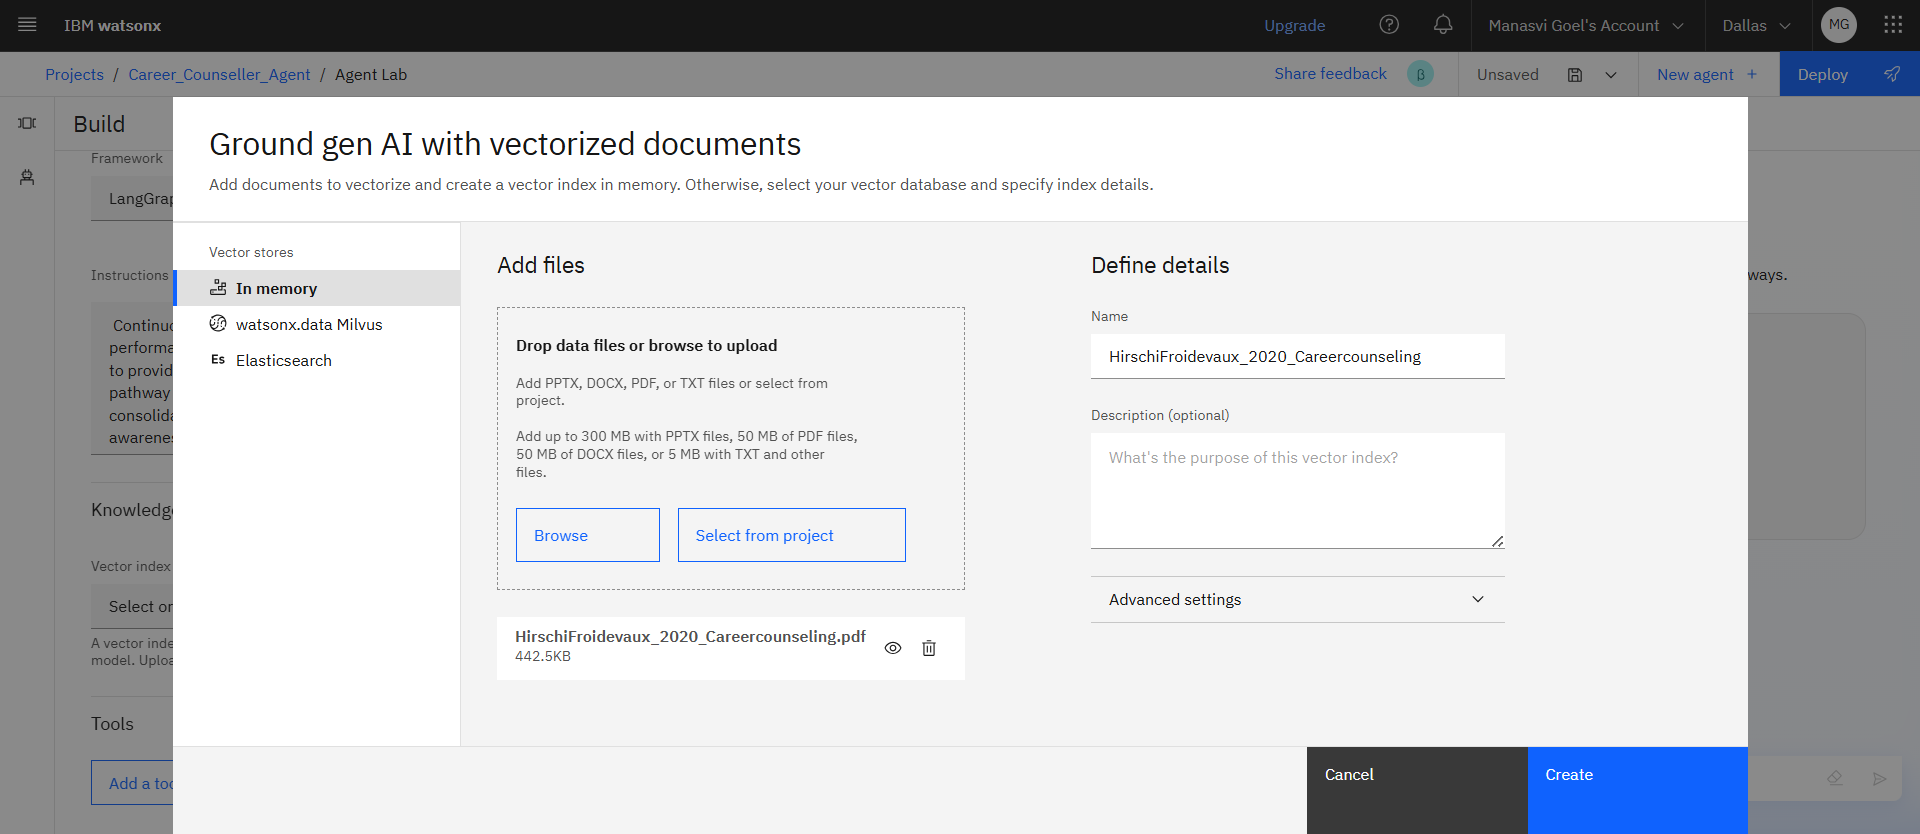 IBM watsonx
Upgrade
Manasvi Goel's Account
Dallas
MG
Projects / Career_Counseller_Agent / Agent Lab
Share feedback
β
Unsaved
New agent +
Deploy
Build
Framework
LangGrap
Instructions
Continuo
performa
to provid
pathway
consolida
awarenes
Knowledge
Vector index
Select or
A vector inde
model. Uploa
Tools
Add a too
Ground gen AI with vectorized documents
Add documents to vectorize and create a vector index in memory. Otherwise, select your vector database and specify index details.
Vector stores
In memory
watsonx.data Milvus
Es Elasticsearch
Add files
Drop data files or browse to upload
Add PPTX, DOCX, PDF, or TXT files or select from
project.
Add up to 300 MB with PPTX files, 50 MB of PDF files,
50 MB of DOCX files, or 5 MB with TXT and other
files.
Browse
Select from project
HirschiFroidevaux_2020_Careercounseling.pdf
442.5KB
Define details
Name
HirschiFroidevaux_2020_Careercounseling
Description (optional)
What's the purpose of this vector index?
Advanced settings
Cancel
Create
ways.